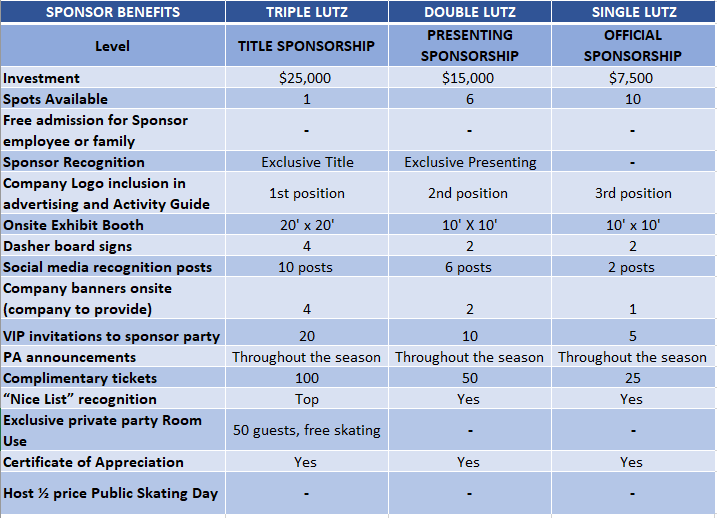 SPONSOR BENEFITS TRIPLE LUTZ DOUBLE LUTZ SINGLE LUTZ
Level TITLE SPONSORSHIP PRESENTING SPONSORSHIP OFFICIAL SPONSORSHIP
Investment $25,000 $15,000 $7,500
Spots Available 1 6 10
Free admission for Sponsor
employee or family - - -
Sponsor Recognition Exclusive Title Exclusive Presenting -
Company Logo inclusion in
advertising and Activity Guide 1st position 2nd position 3rd position
Onsite Exhibit Booth 20' x 20' 10' X 10' 10' x 10'
Dasher board signs 4 2 2
Social media recognition posts 10 posts 6 posts 2 posts
Company banners onsite
(company to provide) 4 2 1
VIP invitations to sponsor party 20 10 5
PA announcements Throughout the season Throughout the season Throughout the season
Complimentary tickets 100 50 25
“Nice List” recognition Top Yes Yes
Exclusive private party Room
Use 50 guests, free skating - -
Certificate of Appreciation Yes Yes Yes
Host ½ price Public Skating Day - - -